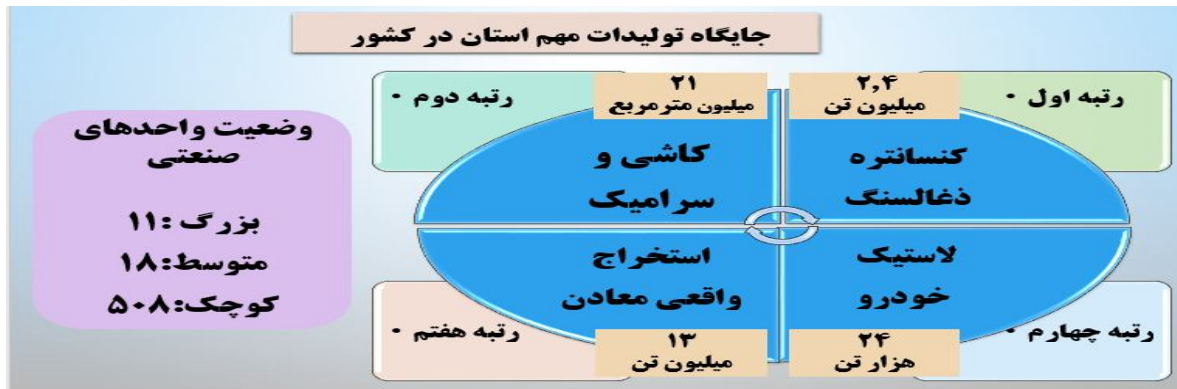 جایگاه تولیدات مهم استان در کشور
رتبه اول •
۲,۴
میلیون تن
کنسانتره
ذغالسنگ
۲۱
میلیون مترمربع
رتبه دوم •
کاشی و
سرامیک
لاستیک
خودرو
۲۴
هزار تن
رتبه چهارم •
استخراج
واقعی معادن
۱۳
میلیون تن
رتبه هفتم •
وضعیت واحدهای
صنعتی
بزرگ :۱۱
متوسط:۱۸
کوچک:۵۰۸